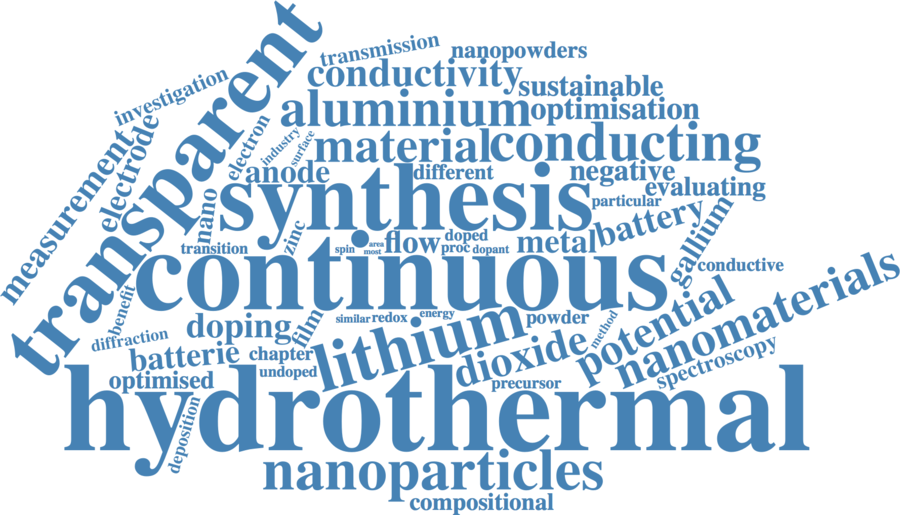 transparent
transmission
nanopowders
conductivity
sustainable
investigation
aluminium
optimisation
measurement
electrode
electron
industry
surface
material
conducting
anode
different
negative
synthesis
evaluating
particular
nano
zinc
battery
gallium
transition
spin
area
most
flow
doped
proc
dopant
metal
continuous
conductive
benefit
film
similar
redox
energy
powder
method
potential
nanomaterials
doping
lithium
diffraction
batterie
chapter
undoped
dioxide
spectroscopy
optimised
precursor
hydrothermal
deposition
nanoparticles
compositional